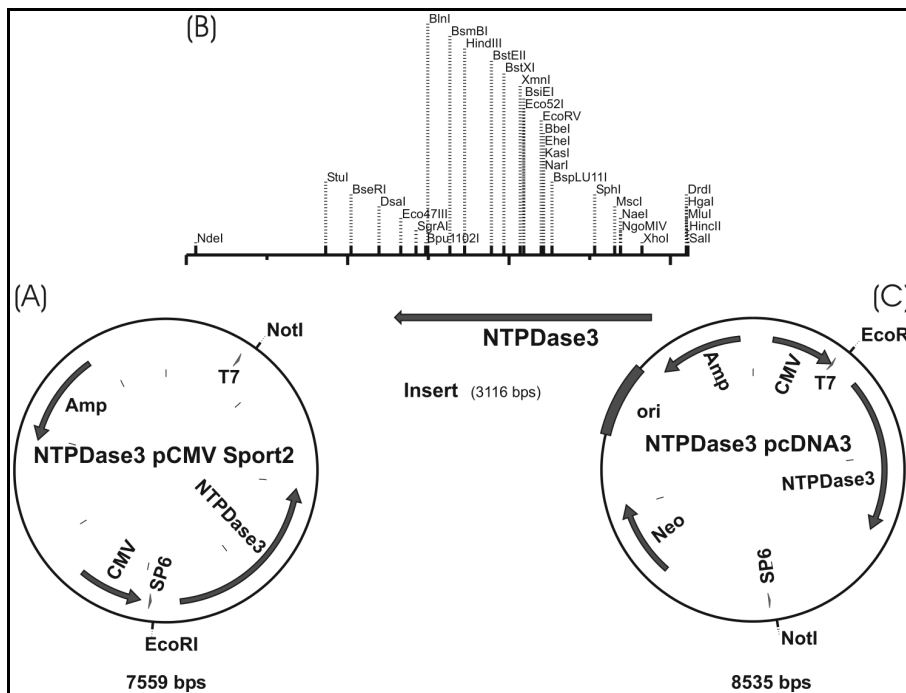 (B)
BlnI
BsmBI
HindIII
BstEII
BstXI
XmnI
BsiEI
Eco52I
EcoRV
BbeI
EheI
KasI
NarI
StuI
BspLU11I
BseRI
SphI
DrdI
DsaI
MscI
HgaI
Eco47III
NaeI
MluI
SgrAI
NgoMIV
HincII
NdeI
Bpu1102I
XhoI
SalI
(A)
NotI
T7
Amp
NTPDase3 pCMV Sport2
NTPDase3
CMV
SP6
EcoRI
7559 bps
NTPDase3
Insert (3116 bps)
(C)
EcoRI
Amp
CMV
T7
ori
NTPDase3 pcDNA3
NTPDase3
Neo
SP6
NotI
8535 bps